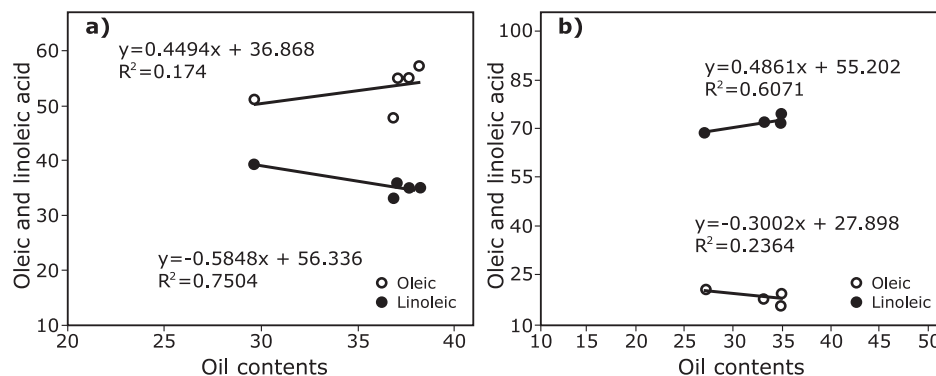 a)
y=0.4494x + 36.868
R²=0.174
y=-0.5848x + 56.336
R²=0.7504
Oleic
Linoleic
Oleic and linoleic acid
60
50
40
30
20
10
20 25 30 35 40
Oil contents
b)
y=0.4861x + 55.202
R²=0.6071
y=-0.3002x + 27.898
R²=0.2364
Oleic
Linoleic
Oleic and linoleic acid
100
85
70
55
40
25
10
10 15 20 25 30 35 40 45 50
Oil contents